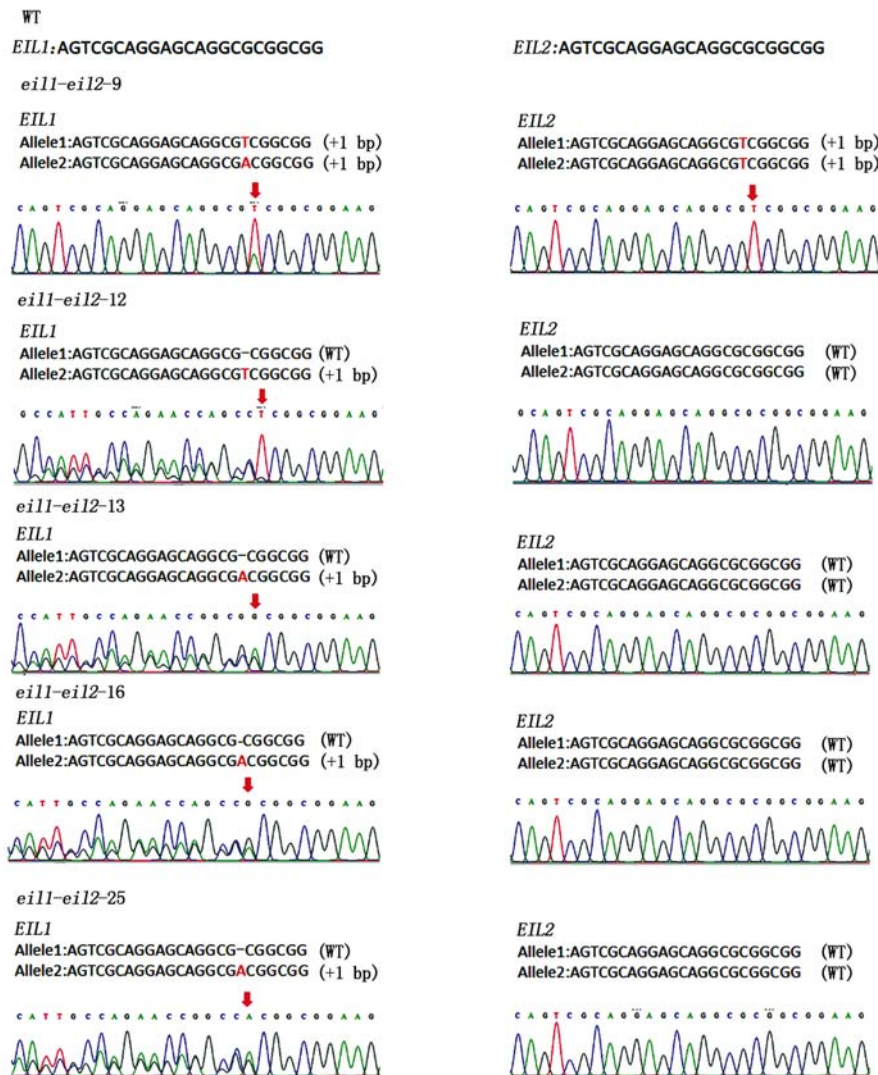 WT
EIL1:AGTCGCAGGAGCAGGCGCGGCGG
EIL2:AGTCGCAGGAGCAGGCGCGGCGG
eil1-eil2-9
EIL1
Allele1:AGTCGCAGGAGCAGGCGTCGGCGG (+1 bp)
Allele2:AGTCGCAGGAGCAGGCGACGGCGG (+1 bp)
C A G T C G C A G G A G C A G G C G T C G G C G G A A G
EIL2
Allele1:AGTCGCAGGAGCAGGCGTCGGCGG (+1 bp)
Allele2:AGTCGCAGGAGCAGGCGTCGGCGG (+1 bp)
C A G T C G C A G G A G C A G G C G T C G G C G G A A G
eil1-eil2-12
EIL1
Allele1:AGTCGCAGGAGCAGGCG-CGGCGG (WT)
Allele2:AGTCGCAGGAGCAGGCGTCGGCGG (+1 bp)
G C C A T T G C C A G A A C C A G C C T C G G C G G A A G
EIL2
Allele1:AGTCGCAGGAGCAGGCGCGGCGG (WT)
Allele2:AGTCGCAGGAGCAGGCGCGGCGG (WT)
G C A G T C G C A G G A G C A G G C G C G G C G G A A G
eil1-eil2-13
EIL1
Allele1:AGTCGCAGGAGCAGGCG-CGGCGG (WT)
Allele2:AGTCGCAGGAGCAGGCGACGGCGG (+1 bp)
C C A T T G C C A G A A C C G G C G G C G G C G G A A G
EIL2
Allele1:AGTCGCAGGAGCAGGCGCGGCGG (WT)
Allele2:AGTCGCAGGAGCAGGCGCGGCGG (WT)
C A G T C G C A G G A G C A G G C G C G G C G G A A G
eil1-eil2-16
EIL1
Allele1:AGTCGCAGGAGCAGGCG-CGGCGG (WT)
Allele2:AGTCGCAGGAGCAGGCGACGGCGG (+1 bp)
C A T T G C C A G A A C C A G C C G C G G C G G A A G
EIL2
Allele1:AGTCGCAGGAGCAGGCGCGGCGG (WT)
Allele2:AGTCGCAGGAGCAGGCGCGGCGG (WT)
C A G T C G C A G G A G C A G G C G C G G C G G A A G
eil1-eil2-25
EIL1
Allele1:AGTCGCAGGAGCAGGCG-CGGCGG (WT)
Allele2:AGTCGCAGGAGCAGGCGACGGCGG (+1 bp)
C A T T G C C A G A A C C G G C C A C G G C G G A A G
EIL2
Allele1:AGTCGCAGGAGCAGGCGCGGCGG (WT)
Allele2:AGTCGCAGGAGCAGGCGCGGCGG (WT)
C A G T C G C A G G A G C A G G C G C G G C G G A A G